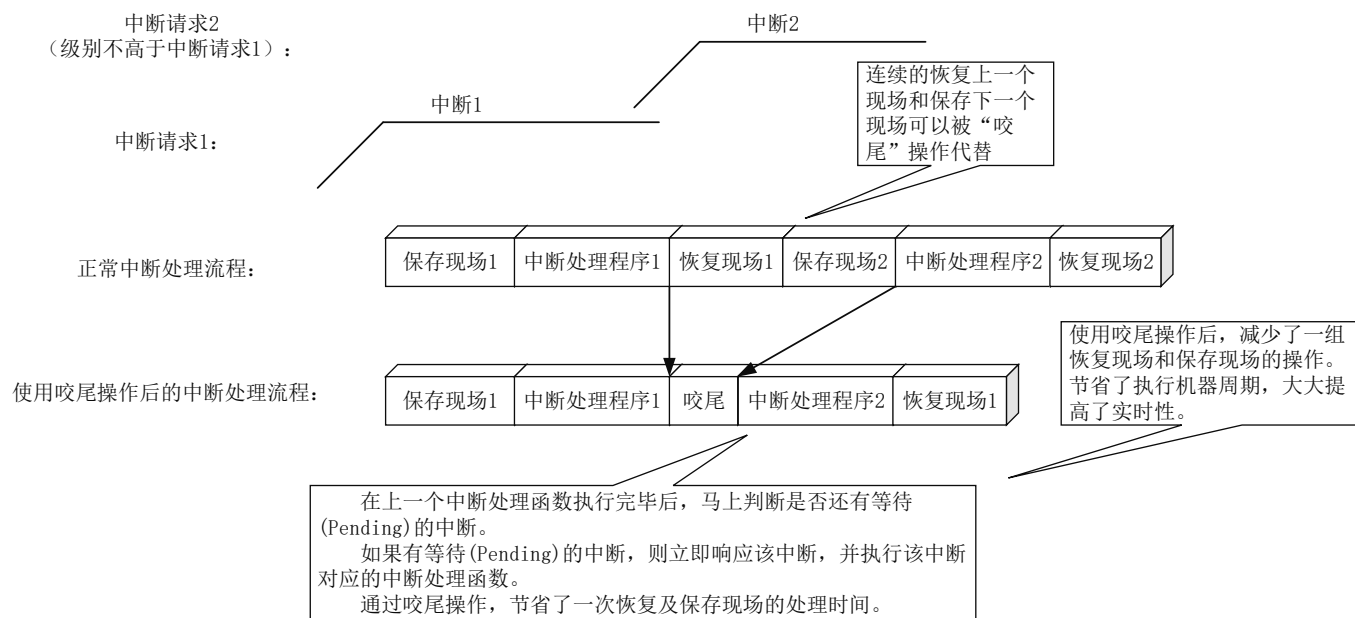 中断请求2
（级别不高于中断请求1）：
中断2
中断1
中断请求1：
连续的恢复上一个
现场和保存下一个
现场可以被“咬
尾”操作代替
正常中断处理流程：
保存现场1 中断处理程序1 恢复现场1 保存现场2 中断处理程序2 恢复现场2
使用咬尾操作后，减少了一组
恢复现场和保存现场的操作。
节省了执行机器周期，大大提
高了实时性。
使用咬尾操作后的中断处理流程：
保存现场1 中断处理程序1 咬尾 中断处理程序2 恢复现场1
在上一个中断处理函数执行完毕后，马上判断是否还有等待
(Pending)的中断。
如果有等待(Pending)的中断，则立即响应该中断，并执行该中断
对应的中断处理函数。
通过咬尾操作，节省了一次恢复及保存现场的处理时间。